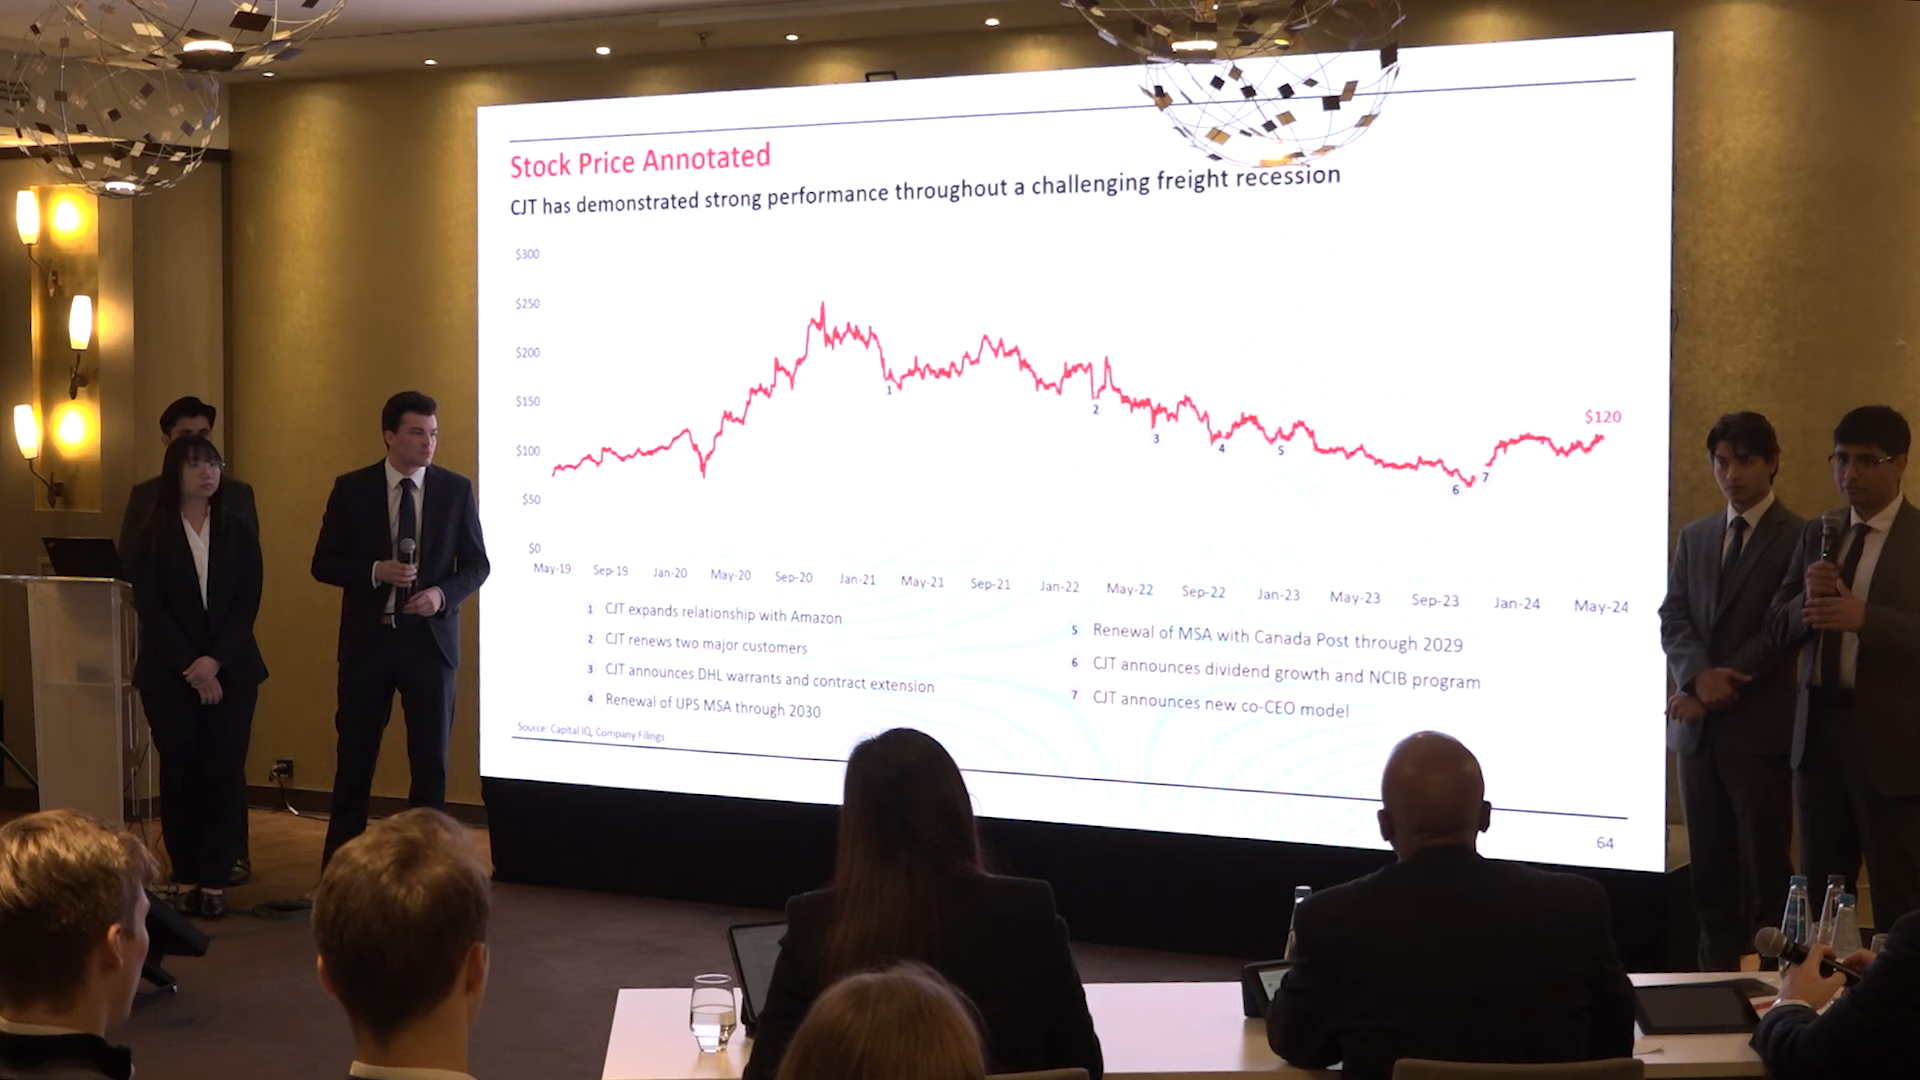 Stock Price Annotated
CJT has demonstrated strong performance throughout a challenging freight recession
$300
$250
$200
$150
$100
$50
$0
1
2
3
4
5
6
7
$120
May-19 Sep-19 Jan-20 May-20 Sep-20 Jan-21 May-21 Sep-21 Jan-22 May-22 Sep-22 Jan-23 May-23 Sep-23 Jan-24 May-24
1 CJT expands relationship with Amazon
2 CJT renews two major customers
3 CJT announces DHL warrants and contract extension
4 Renewal of UPS MSA through 2030
5 Renewal of MSA with Canada Post through 2029
6 CJT announces dividend growth and NCIB program
7 CJT announces new co-CEO model
Source: Capital IQ, Company Filings
64